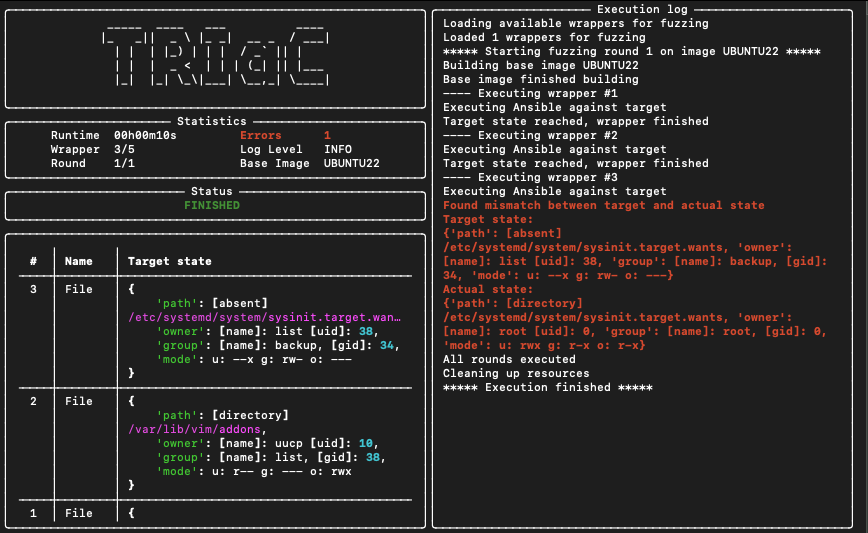 TRIaC
Statistics
Runtime 00h00m10s Errors 1
Wrapper 3/5 Log Level INFO
Round 1/1 Base Image UBUNTU22
Status
FINISHED
# Name Target state
3 File {
'path': [absent]
/etc/systemd/system/sysinit.target.wan…
'owner': [name]: list [uid]: 38,
'group': [name]: backup, [gid]: 34,
'mode': u: --x g: rw- o: ---
}
2 File {
'path': [directory]
/var/lib/vim/addons,
'owner': [name]: uucp [uid]: 10,
'group': [name]: list, [gid]: 38,
'mode': u: r-- g: --- o: rwx
}
1 File {
Execution log
Loading available wrappers for fuzzing
Loaded 1 wrappers for fuzzing
***** Starting fuzzing round 1 on image UBUNTU22 *****
Building base image UBUNTU22
Base image finished building
---- Executing wrapper #1
Executing Ansible against target
Target state reached, wrapper finished
---- Executing wrapper #2
Executing Ansible against target
Target state reached, wrapper finished
---- Executing wrapper #3
Executing Ansible against target
Found mismatch between target and actual state
Target state:
{'path': [absent]
/etc/systemd/system/sysinit.target.wants, 'owner':
[name]: list [uid]: 38, 'group': [name]: backup, [gid]:
34, 'mode': u: --x g: rw- o: ---}
Actual state:
{'path': [directory]
/etc/systemd/system/sysinit.target.wants, 'owner':
[name]: root [uid]: 0, 'group': [name]: root, [gid]: 0,
'mode': u: rwx g: r-x o: r-x}
All rounds executed
Cleaning up resources
***** Execution finished *****